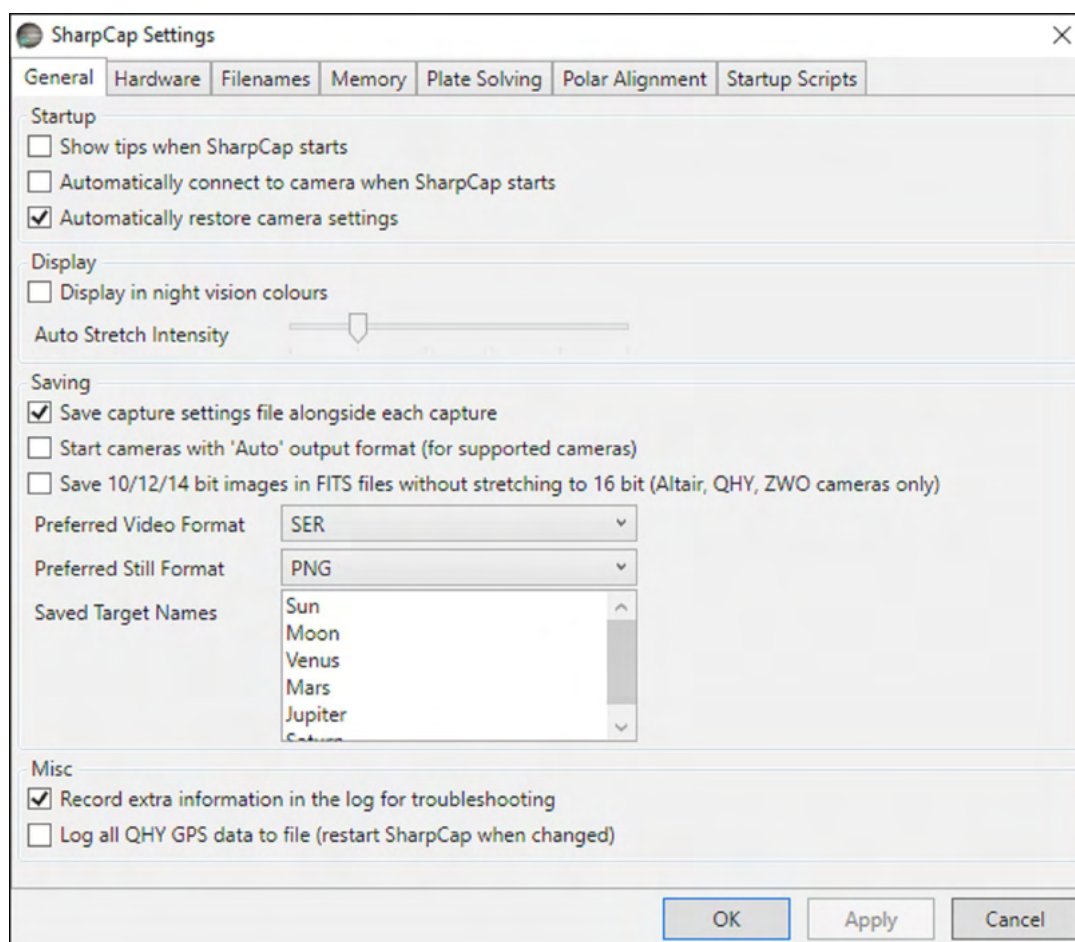 SharpCap Settings
General Hardware Filenames Memory Plate Solving Polar Alignment Startup Scripts
Startup
Show tips when SharpCap starts
Automatically connect to camera when SharpCap starts
Automatically restore camera settings
Display
Display in night vision colours
Auto Stretch Intensity
Saving
Save capture settings file alongside each capture
Start cameras with 'Auto' output format (for supported cameras)
Save 10/12/14 bit images in FITS files without stretching to 16 bit (Altair, QHY, ZWO cameras only)
Preferred Video Format SER
Preferred Still Format PNG
Saved Target Names
Sun
Moon
Venus
Mars
Jupiter
Saturn
Misc
Record extra information in the log for troubleshooting
Log all QHY GPS data to file (restart SharpCap when changed)
OK Apply Cancel